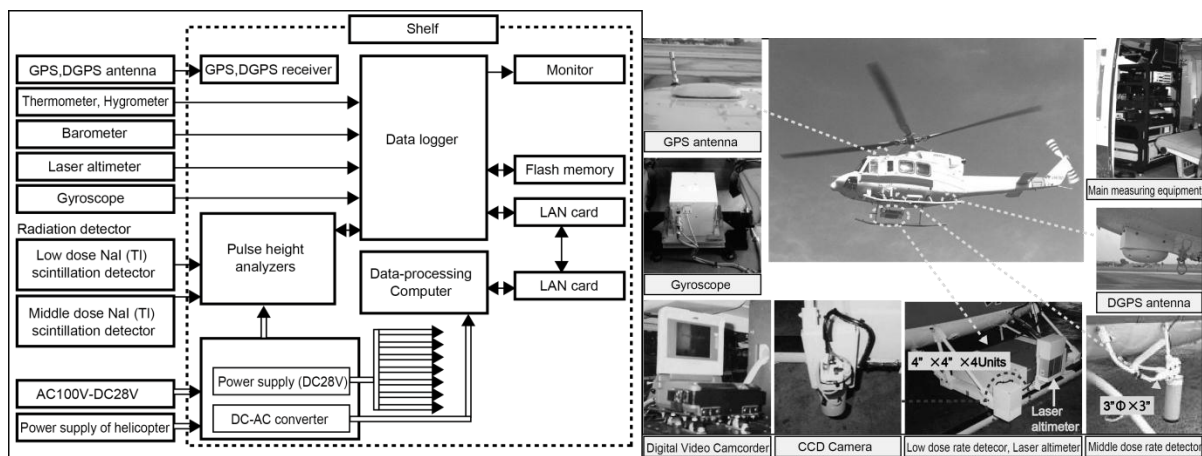 Shelf
GPS,DGPS antenna
GPS,DGPS receiver
Monitor
Thermometer, Hygrometer
Barometer
Data logger
Laser altimeter
Flash memory
Gyroscope
LAN card
Radiation detector
Low dose NaI (Tl)
scintillation detector
Pulse height
analyzers
Data-processing
Computer
LAN card
Middle dose NaI (Tl)
scintillation detector
Power supply (DC28V)
AC100V-DC28V
DC-AC converter
Power supply of helicopter
GPS antenna
Main measuring equipment
Gyroscope
DGPS antenna
4" ×4" ×4Units
Laser
altimeter
3"Φ×3"
Digital Video Camcorder
CCD Camera
Low dose rate detecor, Laser altimeter
Middle dose rate detector